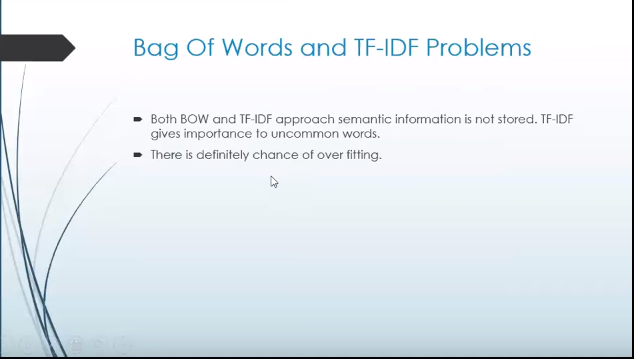 Bag Of Words and TF-IDF Problems
Both BOW and TF-IDF approach semantic information is not stored. TF-IDF
gives importance to uncommon words.
There is definitely chance of over fitting.